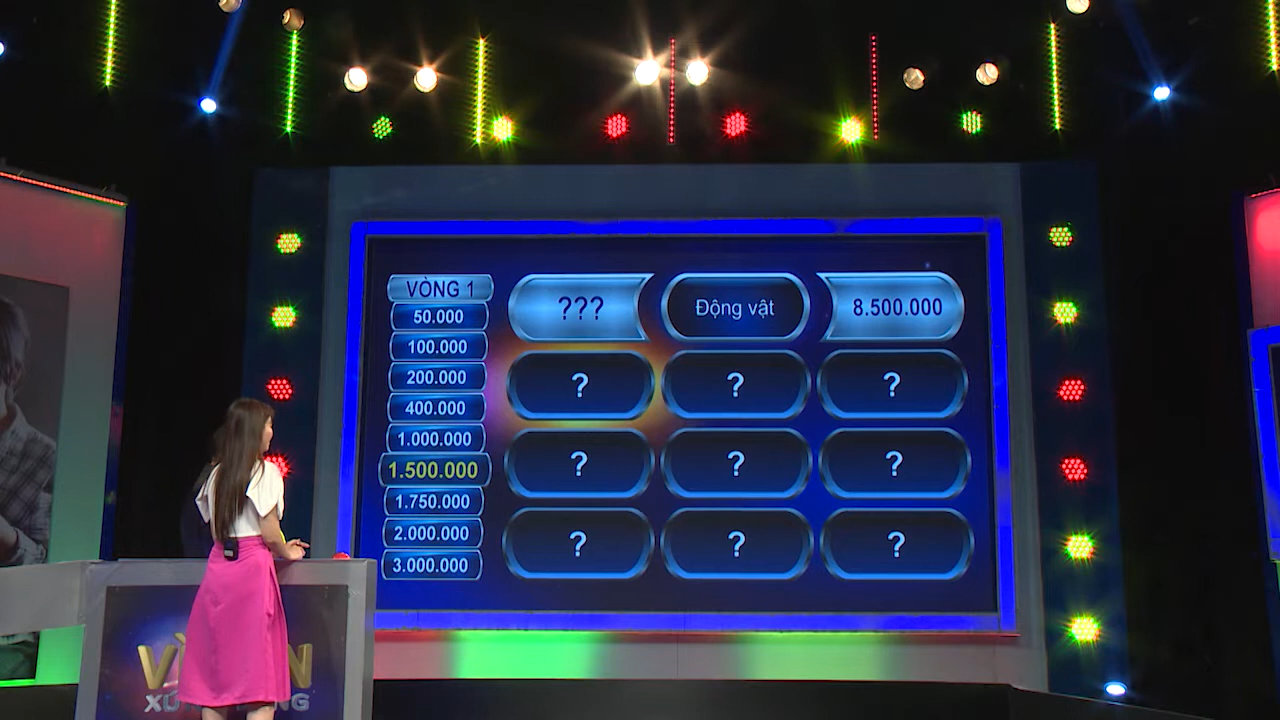 VÒNG 1
50.000
100.000
200.000
400.000
1.000.000
1.500.000
1.750.000
2.000.000
3.000.000
??? Động vật 8.500.000
? ? ?
? ? ?
? ? ?